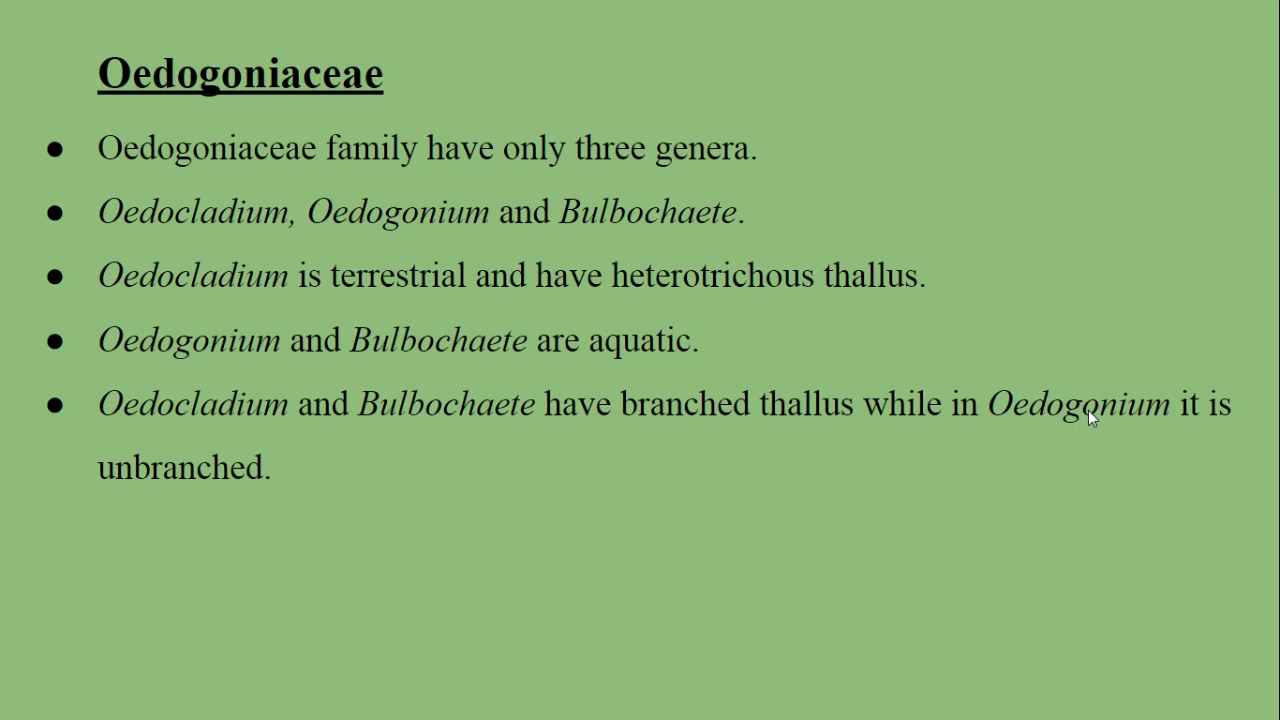 Oedogoniaceae
● Oedogoniaceae family have only three genera.
● Oedocladium, Oedogonium and Bulbochaete.
● Oedocladium is terrestrial and have heterotrichous thallus.
● Oedogonium and Bulbochaete are aquatic.
● Oedocladium and Bulbochaete have branched thallus while in Oedogonium it is
unbranched.